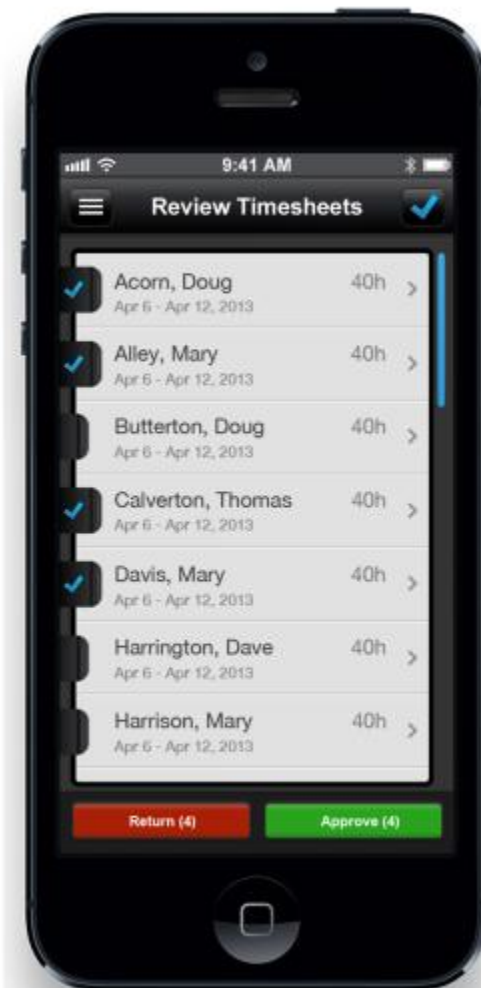 9:41 AM
Review Timesheets
Acorn, Doug 40h
Apr 6 - Apr 12, 2013
Alley, Mary 40h
Apr 6 - Apr 12, 2013
Butterton, Doug 40h
Apr 6 - Apr 12, 2013
Calverton, Thomas 40h
Apr 6 - Apr 12, 2013
Davis, Mary 40h
Apr 6 - Apr 12, 2013
Harrington, Dave 40h
Apr 6 - Apr 12, 2013
Harrison, Mary 40h
Apr 6 - Apr 12, 2013
Return (4) Approve (4)